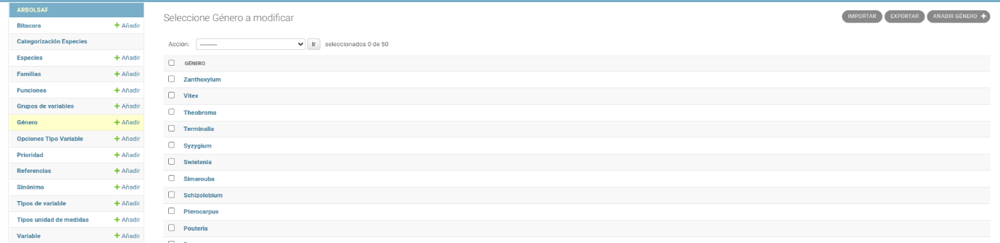 ARBOLSAF
Bitacora + Añadir
Categorización Especies
Especies + Añadir
Familias + Añadir
Funciones + Añadir
Grupos de variables + Añadir
Género + Añadir
Opciones Tipo Variable + Añadir
Prioridad + Añadir
Referencias + Añadir
Sinónimo + Añadir
Tipos de variable + Añadir
Tipos unidad de medidas + Añadir
Variable + Añadir
Seleccione Género a modificar
IMPORTAR
EXPORTAR
AÑADIR GÉNERO +
Acción: --------- Ir seleccionados 0 de 50
GÉNERO
Zanthoxylum
Vitex
Theobroma
Terminalia
Syzygium
Swietenia
Simarouba
Schizolobium
Pterocarpus
Pouteria